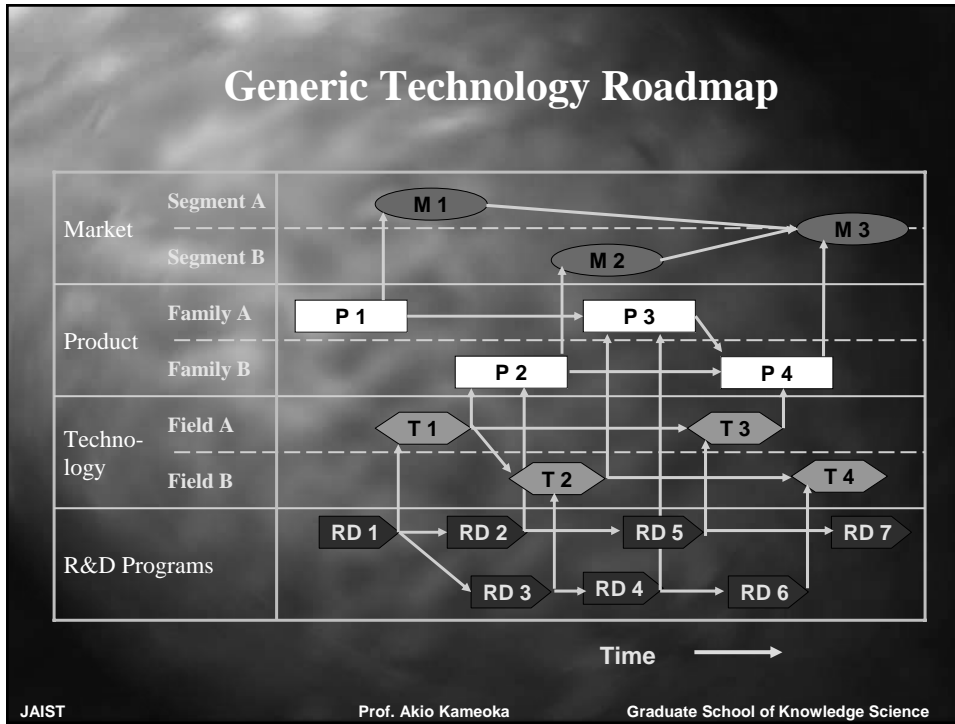 Generic Technology Roadmap
Market
Segment A
Segment B
M 1
M 2
M 3
Product
Family A
Family B
P 1
P 3
P 2
P 4
Techno-
logy
Field A
Field B
T 1
T 3
T 2
T 4
R&D Programs
RD 1
RD 2
RD 5
RD 7
RD 3
RD 4
RD 6
Time
JAIST
Prof. Akio Kameoka
Graduate School of Knowledge Science